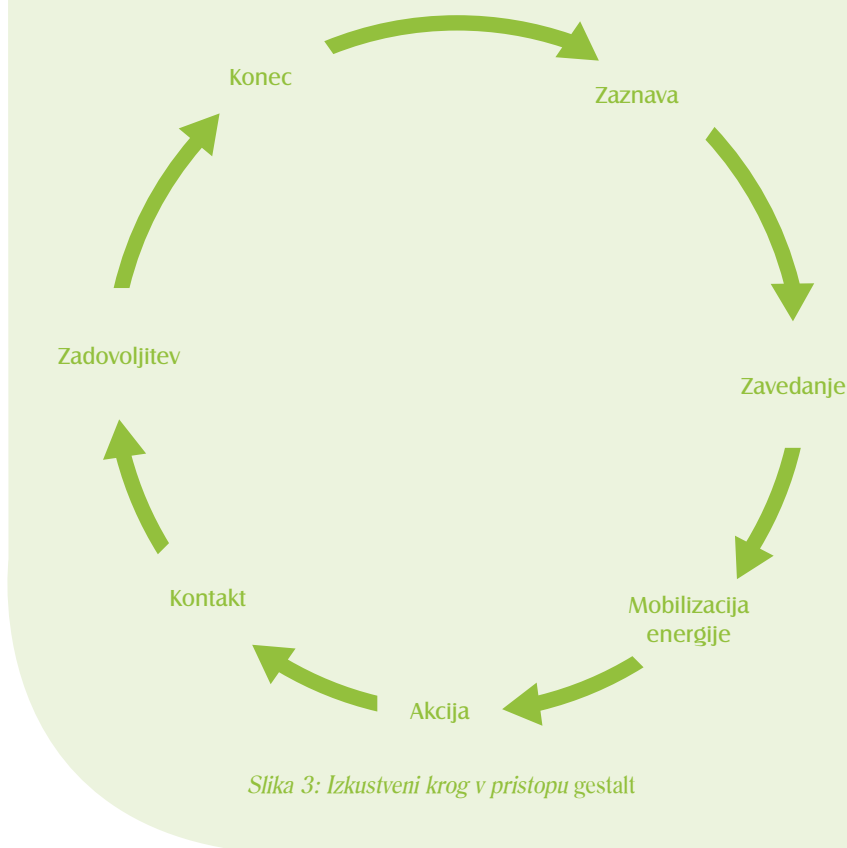 Konec
Zaznava
Zavedanje
Mobilizacija
energije
Akcija
Kontakt
Zadovoljitev
Slika 3: Izkustveni krog v pristopu gestalt